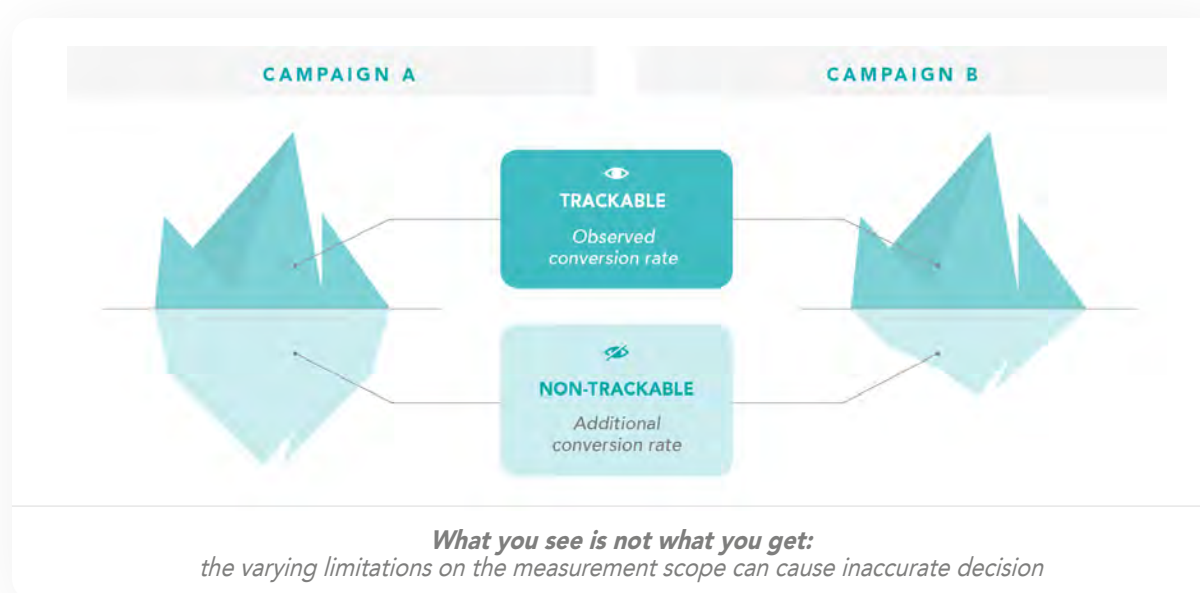 CAMPAIGN A
CAMPAIGN B
TRACKABLE
Observed
conversion rate
NON-TRACKABLE
Additional
conversion rate
What you see is not what you get:
the varying limitations on the measurement scope can cause inaccurate decision